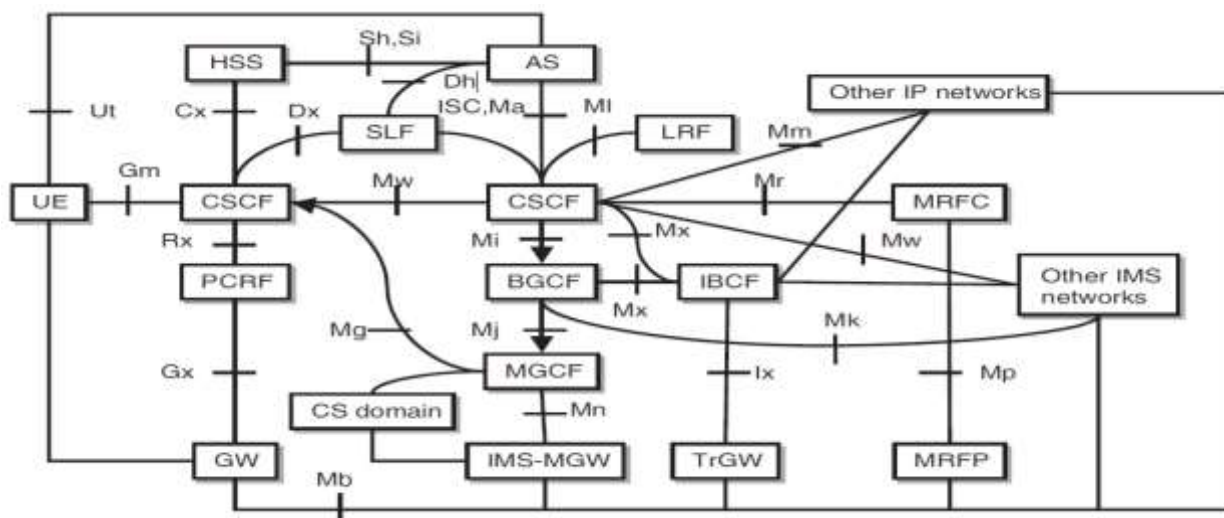 Sh,Si
HSS
AS
Dh
Other IP networks
Ut
Cx
Dx
ISC,Ma
Ml
SLF
LRF
Mm
Gm
Mw
Mr
UE
CSCF
CSCF
MRFC
Rx
Mi
Mx
Mw
PCRF
BGCF
IBCF
Other IMS
networks
Mx
Mg
Mj
Mk
Gx
MGCF
Ix
Mp
CS domain
Mn
GW
IMS-MGW
TrGW
MRFP
Mb